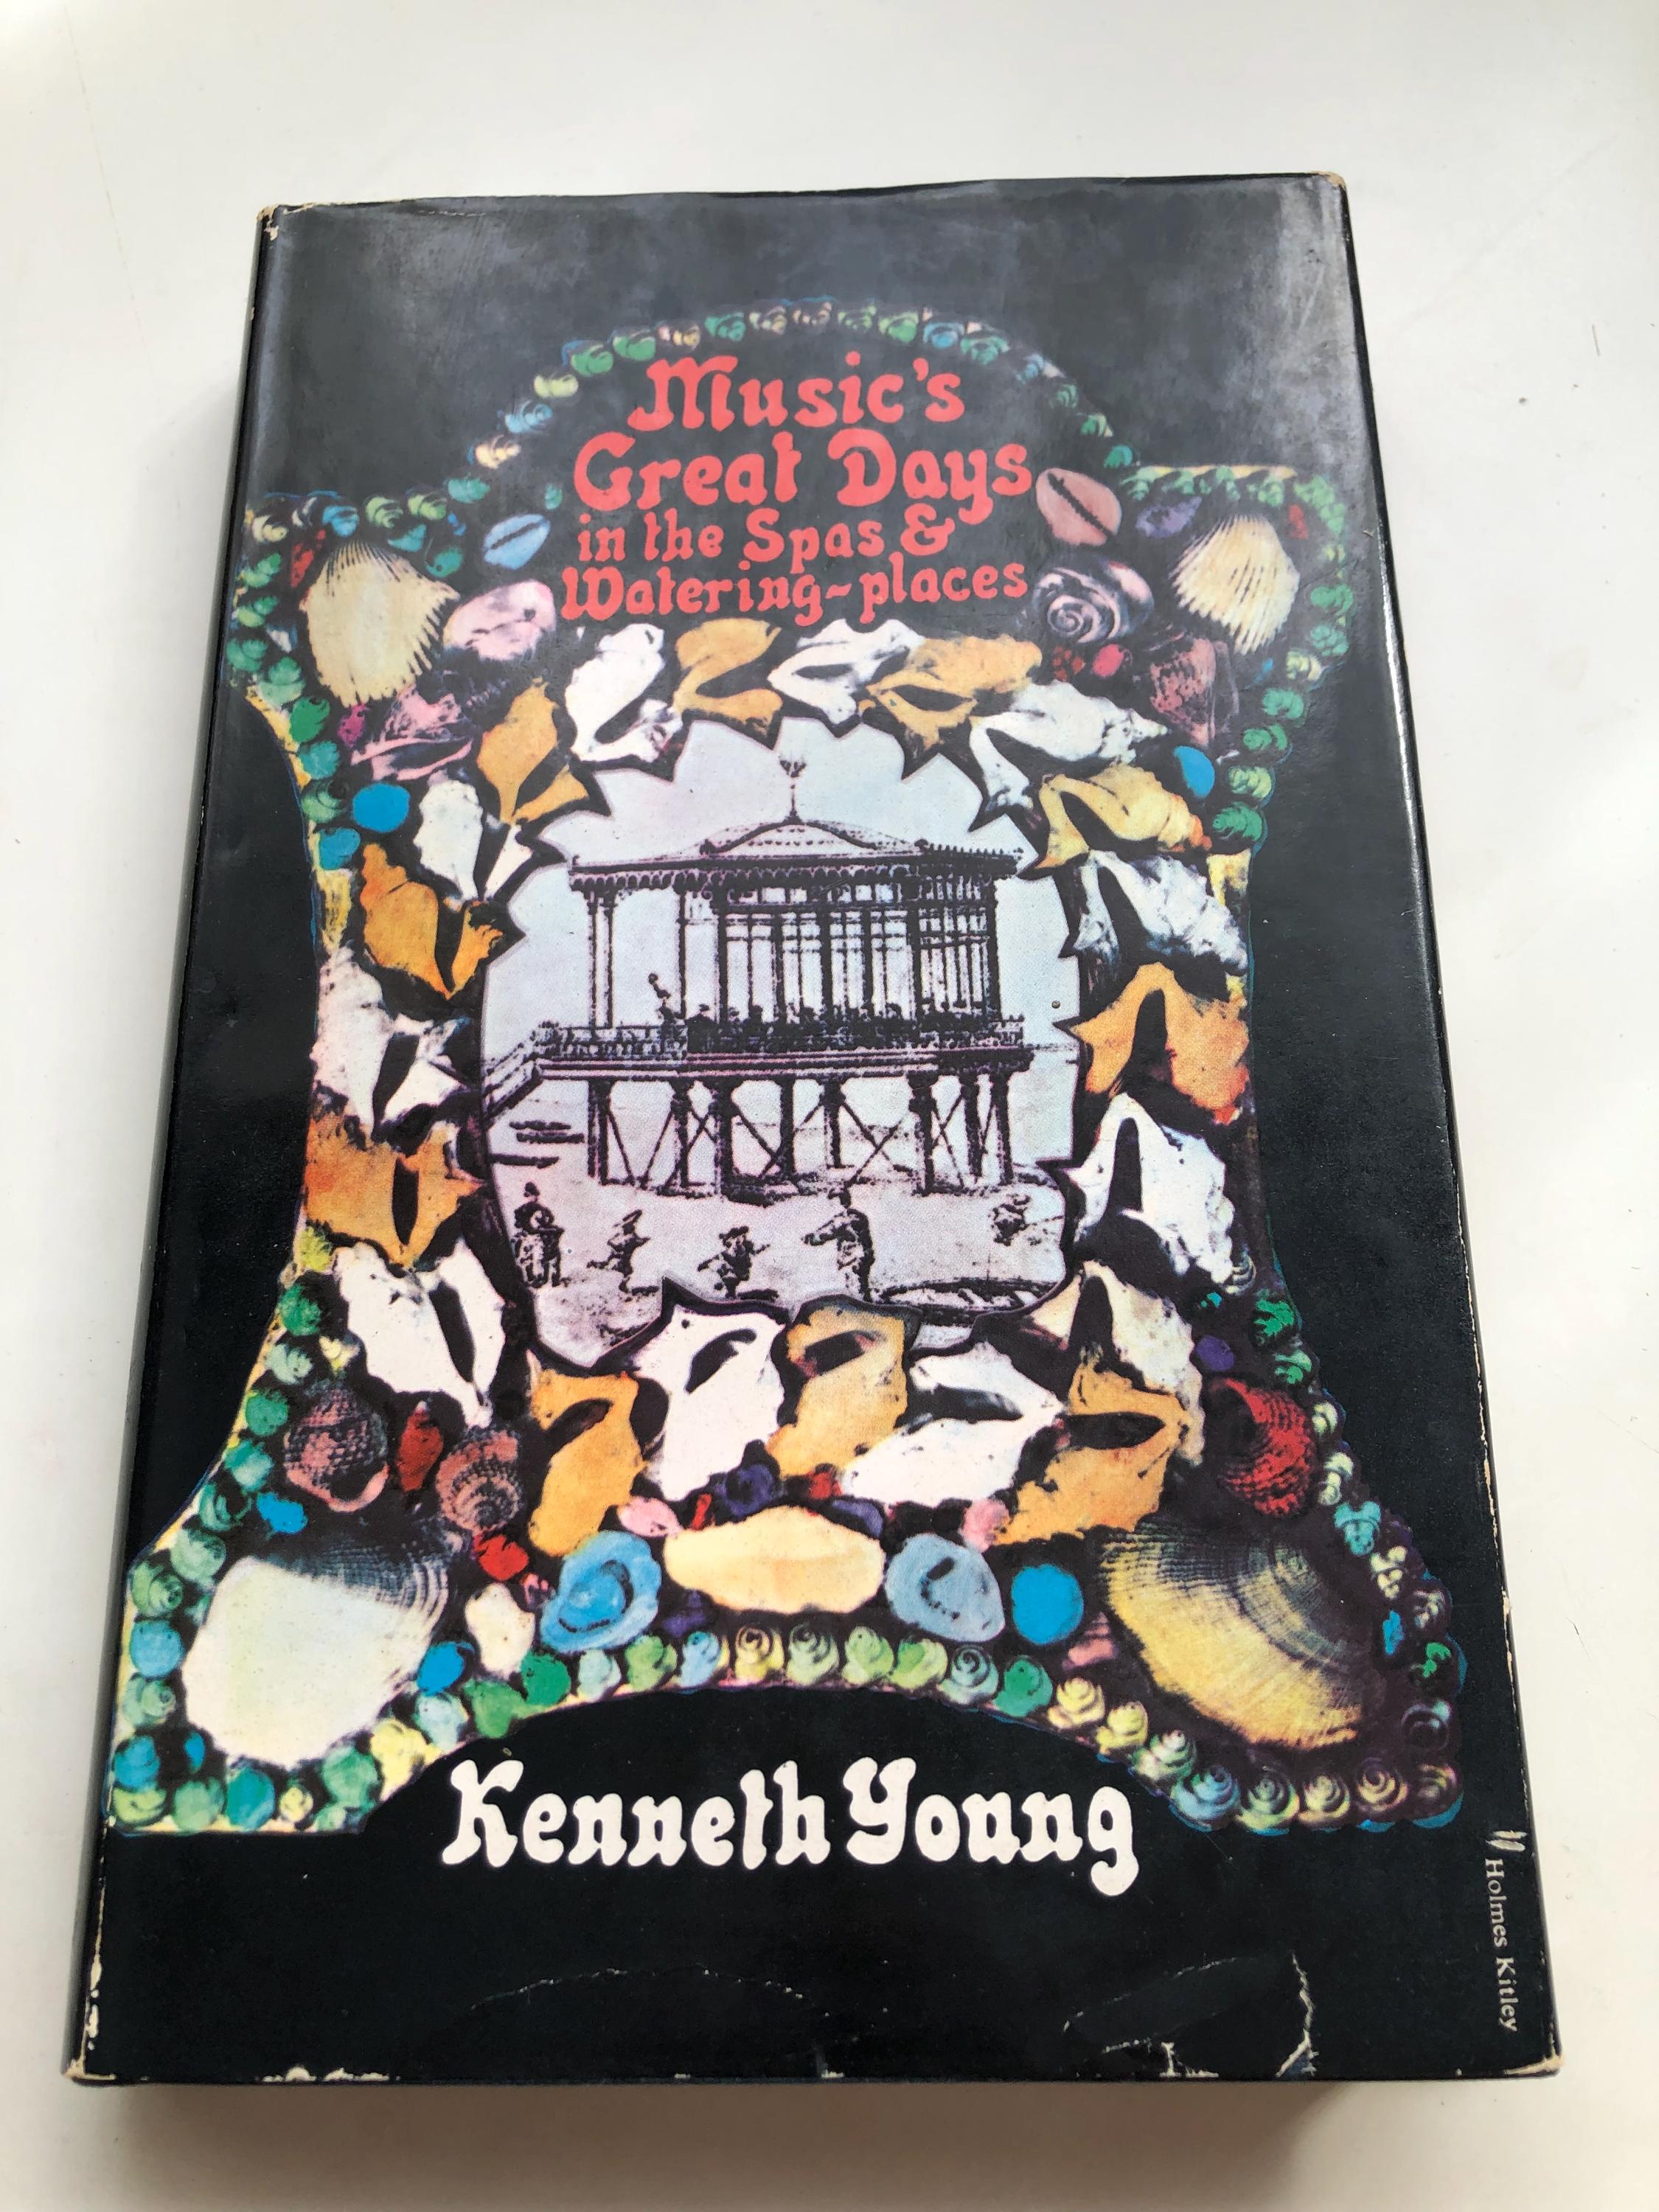 Music's
Great Days
in the Spas &
Watering-places
Kenneth Young
Holmes Kitley